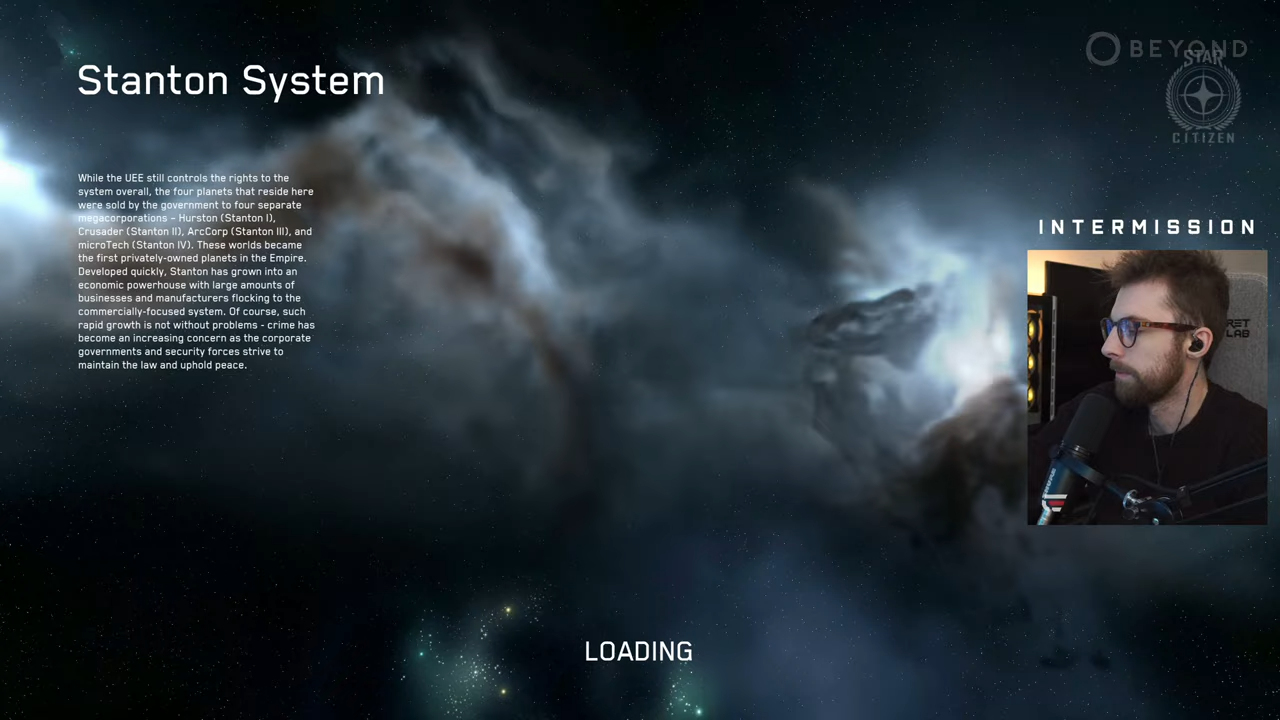 Stanton System
BEYOND
STAR
CITIZEN
While the UEE still controls the rights to the
system overall, the four planets that reside here
were sold by the government to four separate
megacorporations – Hurston (Stanton I),
Crusader (Stanton II), ArcCorp (Stanton III), and
microTech (Stanton IV). These worlds became
the first privately-owned planets in the Empire.
Developed quickly, Stanton has grown into an
economic powerhouse with large amounts of
businesses and manufacturers flocking to the
commercially-focused system. Of course, such
rapid growth is not without problems - crime has
become an increasing concern as the corporate
governments and security forces strive to
maintain the law and uphold peace.
INTERMISSION
RET
LAB
LOADING